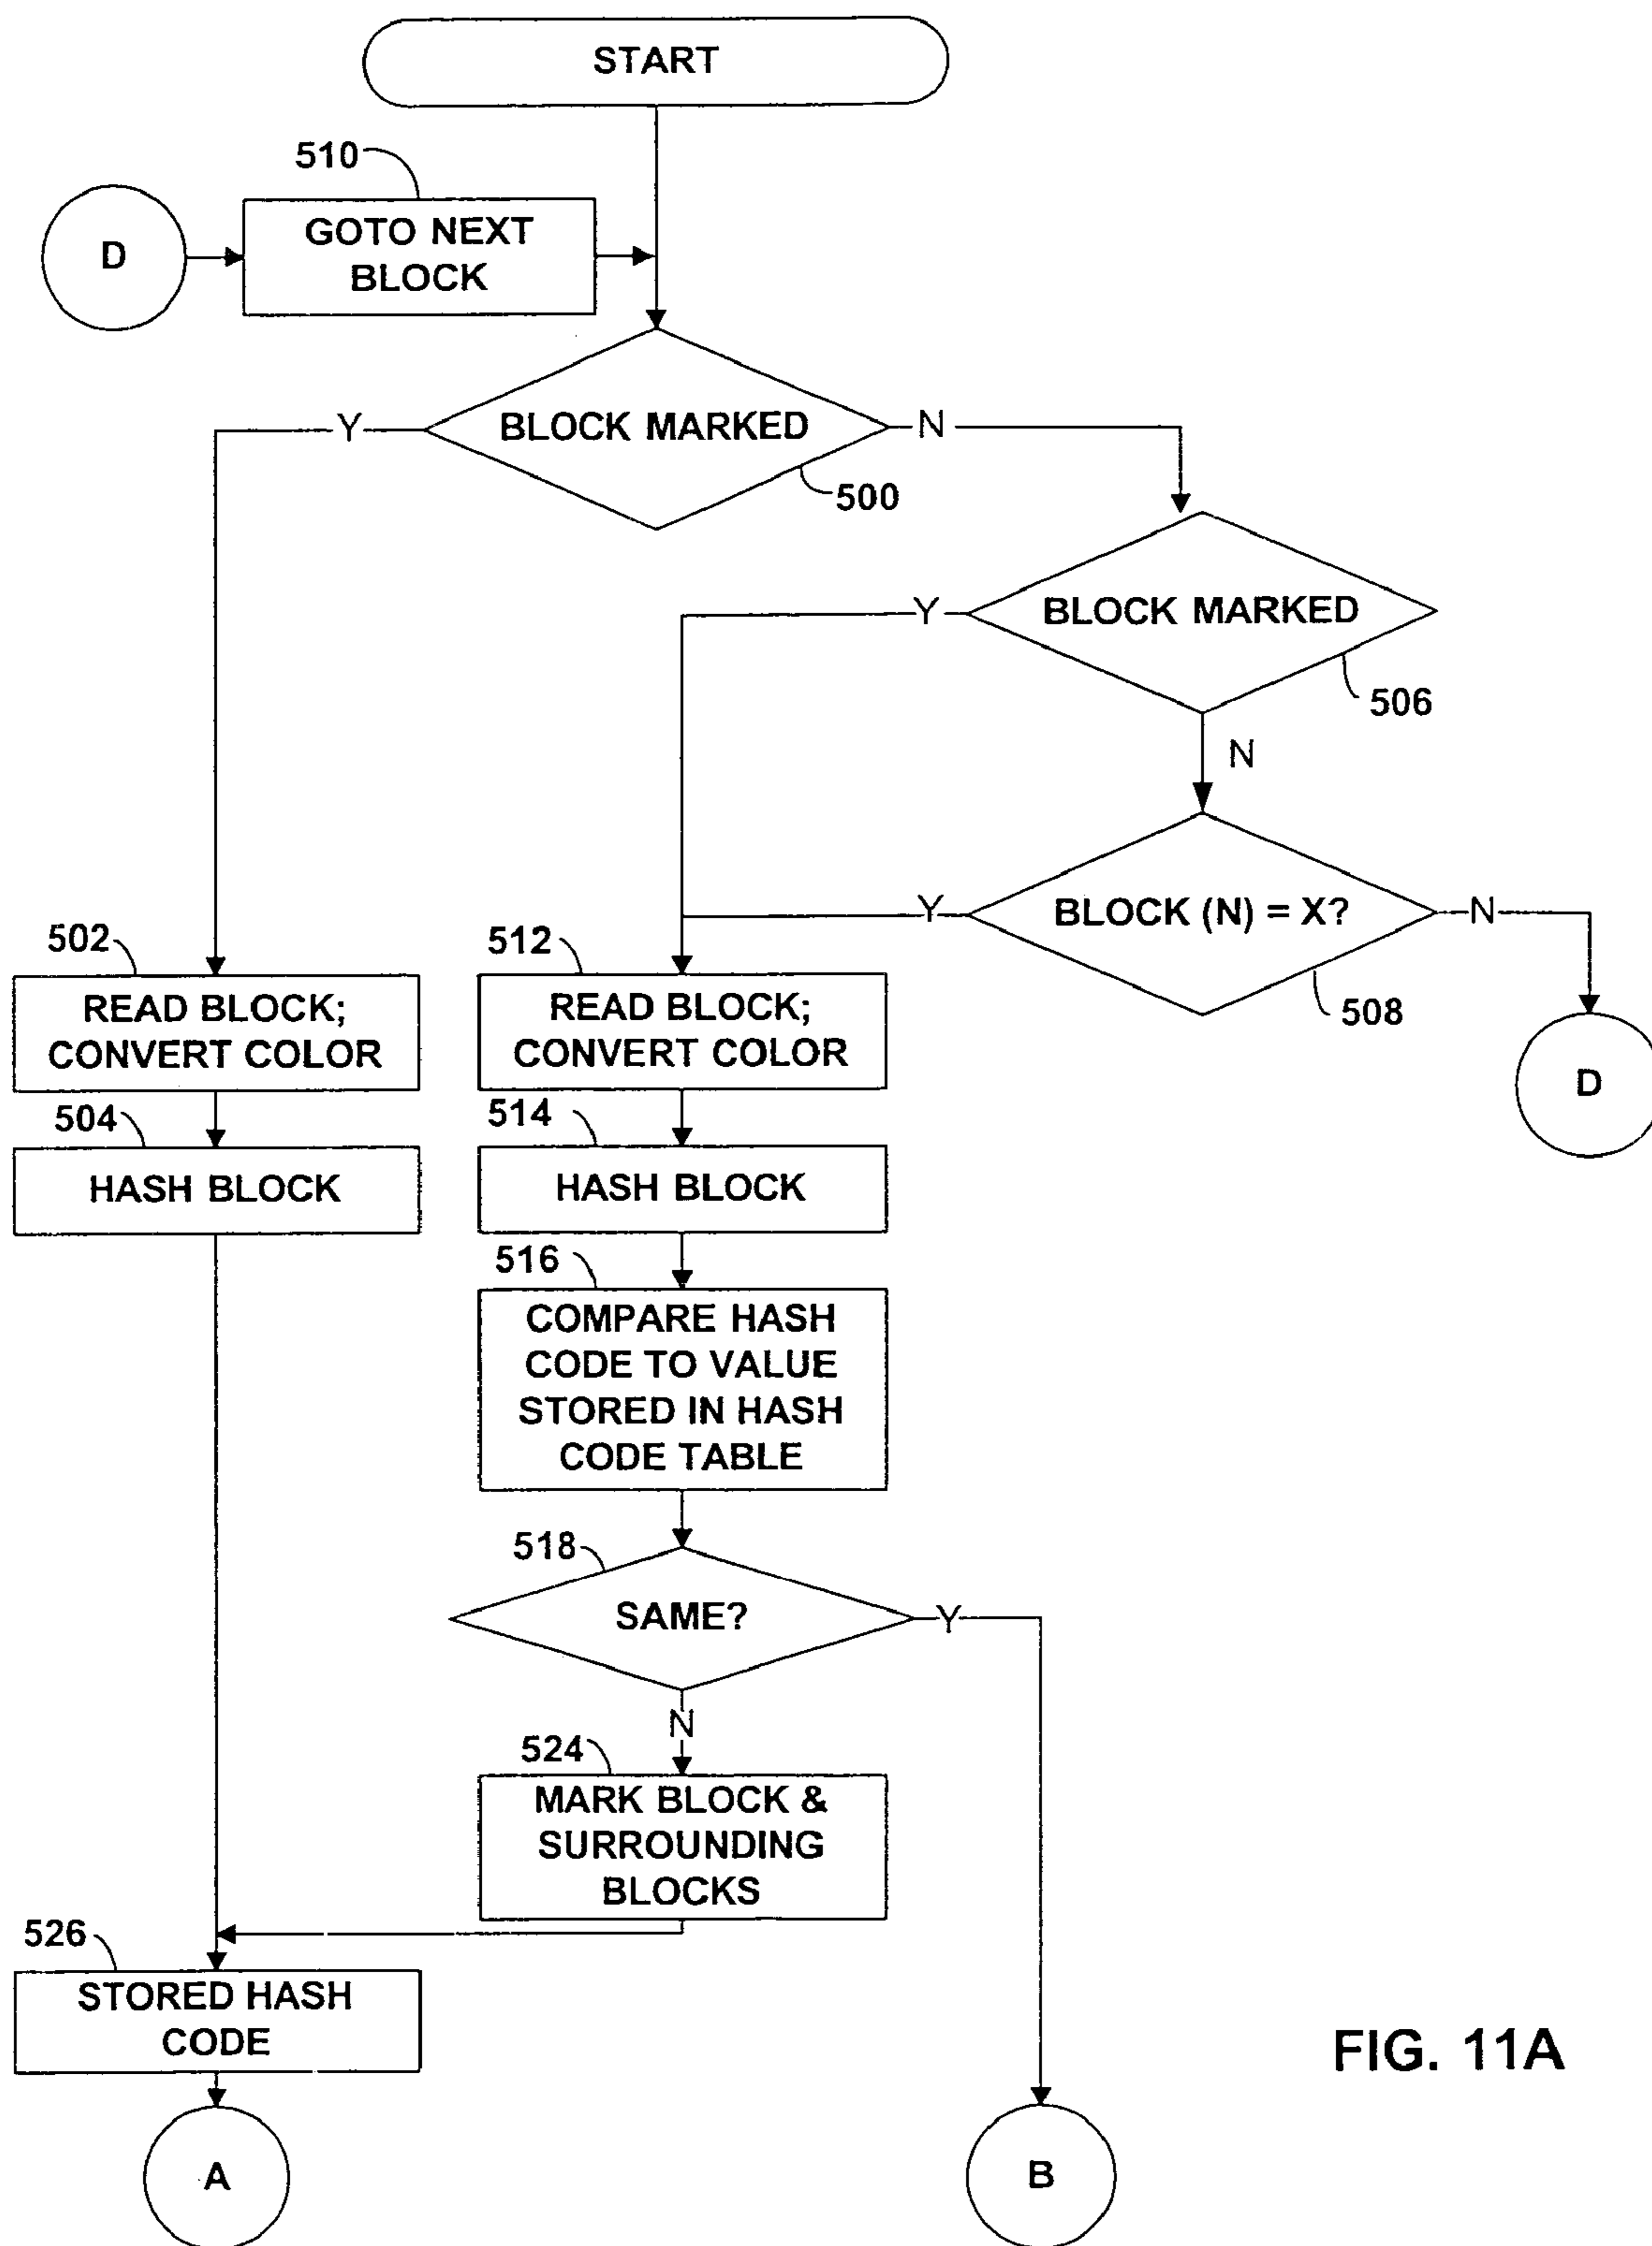 START
510
D
GOTO NEXT
BLOCK
Y
BLOCK MARKED
N
500
Y
BLOCK MARKED
506
N
Y
BLOCK (N) = X?
N
508
D
502
READ BLOCK;
CONVERT COLOR
512
READ BLOCK;
CONVERT COLOR
504
HASH BLOCK
514
HASH BLOCK
516
COMPARE HASH
CODE TO VALUE
STORED IN HASH
CODE TABLE
518
SAME?
Y
N
524
MARK BLOCK &
SURROUNDING
BLOCKS
526
STORED HASH
CODE
A
B
FIG. 11A